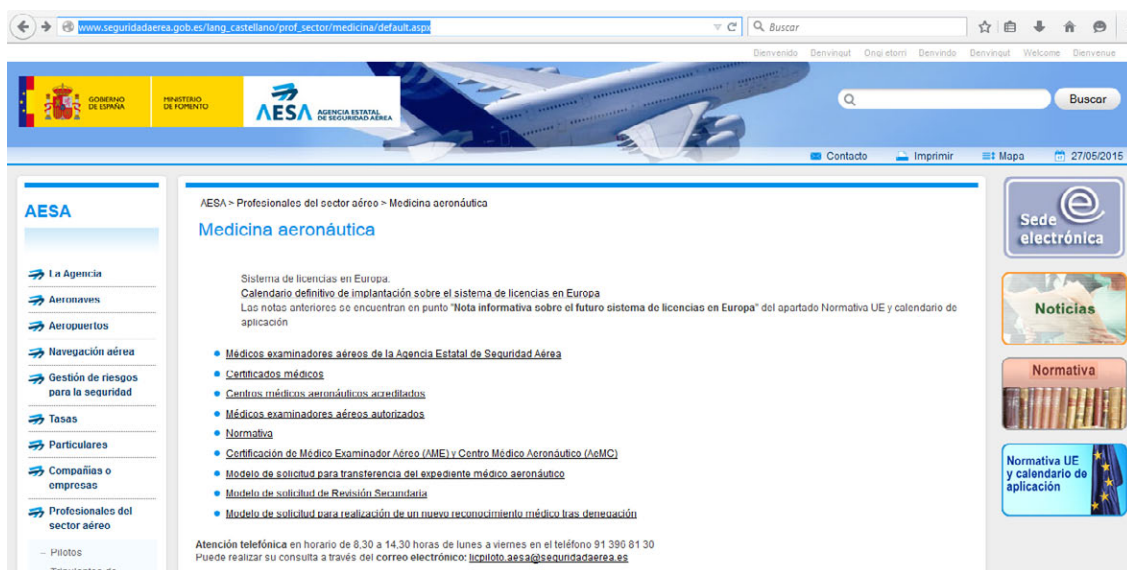 www.seguridadaerea.gob.es/lang_castellano/prof_sector/medicina/default.aspx
Buscar
Bienvenido Benvingut Ongi etorri Benvindo Benvingut Welcome Bienvenue
GOBIERNO
DE ESPAÑA
MINISTERIO
DE FOMENTO
AESA AGENCIA ESTATAL
DE SEGURIDAD AÉREA
Buscar
Contacto Imprimir Mapa 27/05/2015
AESA
La Agencia
Aeronaves
Aeropuertos
Navegación aérea
Gestión de riesgos
para la seguridad
Tasas
Particulares
Compañías o
empresas
Profesionales del
sector aéreo
– Pilotos
AESA > Profesionales del sector aéreo > Medicina aeronáutica
Medicina aeronáutica
Sistema de licencias en Europa:
Calendario definitivo de implantación sobre el sistema de licencias en Europa
Las notas anteriores se encuentran en punto "Nota informativa sobre el futuro sistema de licencias en Europa" del apartado Normativa UE y calendario de
aplicación
Médicos examinadores aéreos de la Agencia Estatal de Seguridad Aérea
Certificados médicos
Centros médicos aeronáuticos acreditados
Médicos examinadores aéreos autorizados
Normativa
Certificación de Médico Examinador Aéreo (AME) y Centro Médico Aeronáutico (AeMC)
Modelo de solicitud para transferencia del expediente médico aeronáutico
Modelo de solicitud de Revisión Secundaria
Modelo de solicitud para realización de un nuevo reconocimiento médico tras denegación
Atención telefónica en horario de 8,30 a 14,30 horas de lunes a viernes en el teléfono 91 396 81 30
Puede realizar su consulta a través del correo electrónico: licpiloto.aesa@seguridadaerea.es
Sede
electrónica
Noticias
Normativa
Normativa UE
y calendario de
aplicación